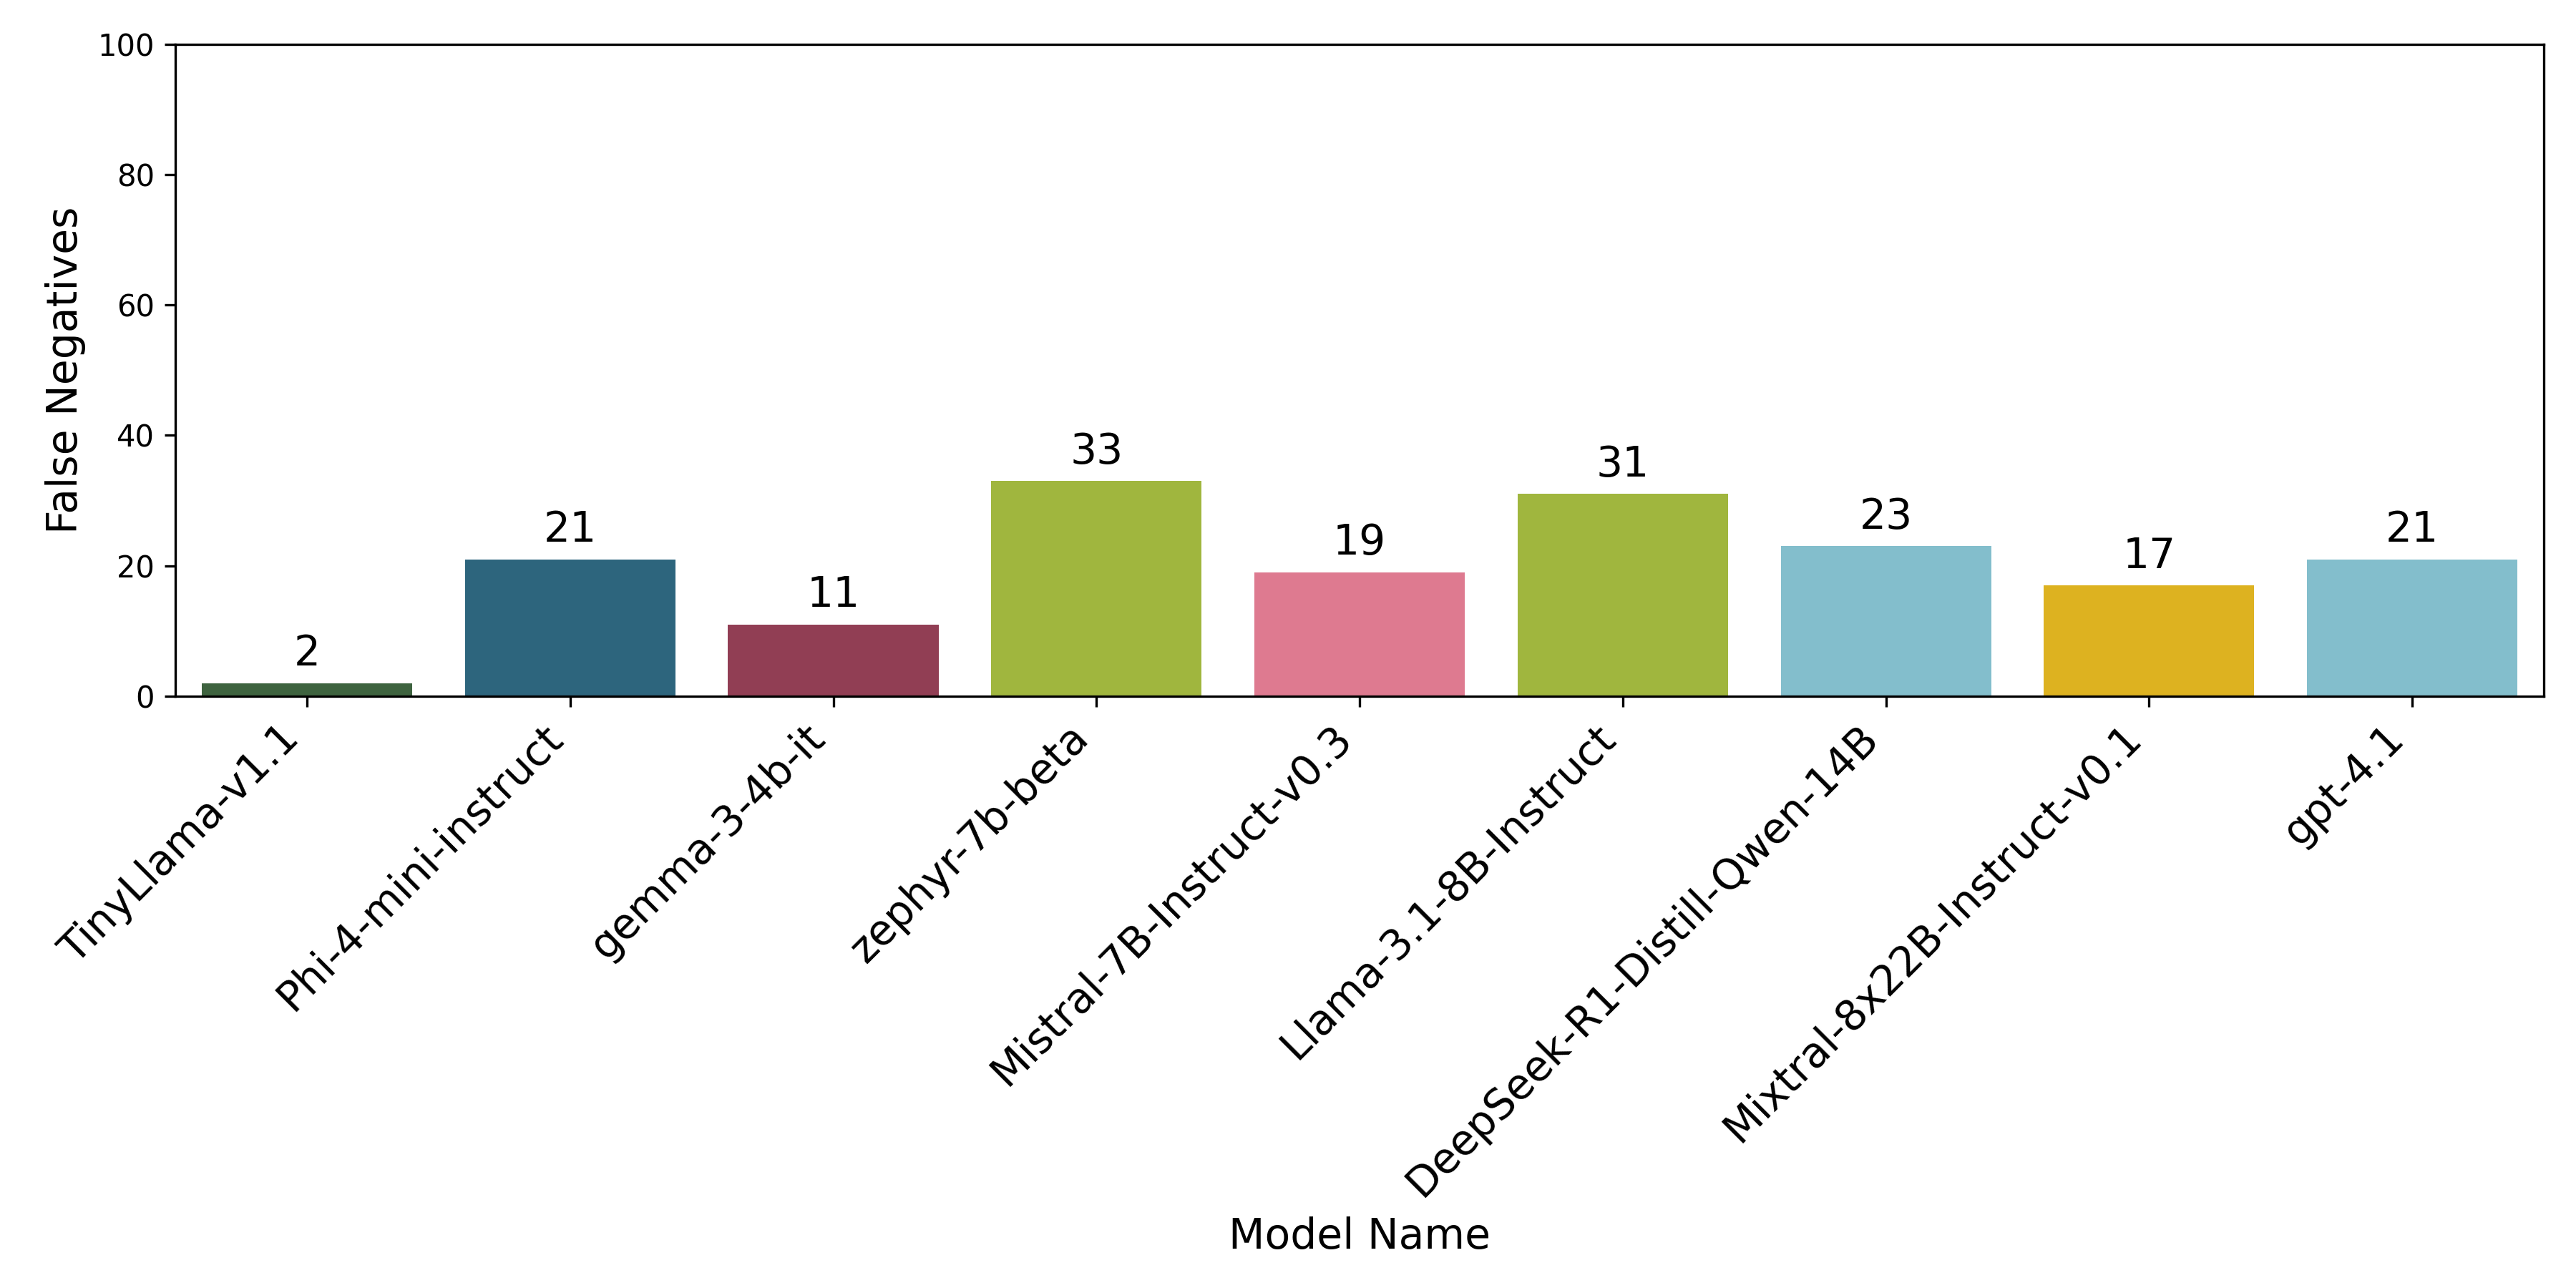 False Negatives
100
80
60
40
20
0
2
21
11
33
19
31
23
17
21
TinyLlama-v1.1
Phi-4-mini-instruct
gemma-3-4b-it
zephyr-7b-beta
Mistral-7B-Instruct-v0.3
Llama-3.1-8B-Instruct
DeepSeek-R1-Distill-Qwen-14B
Mixtral-8x22B-Instruct-v0.1
gpt-4.1
Model Name